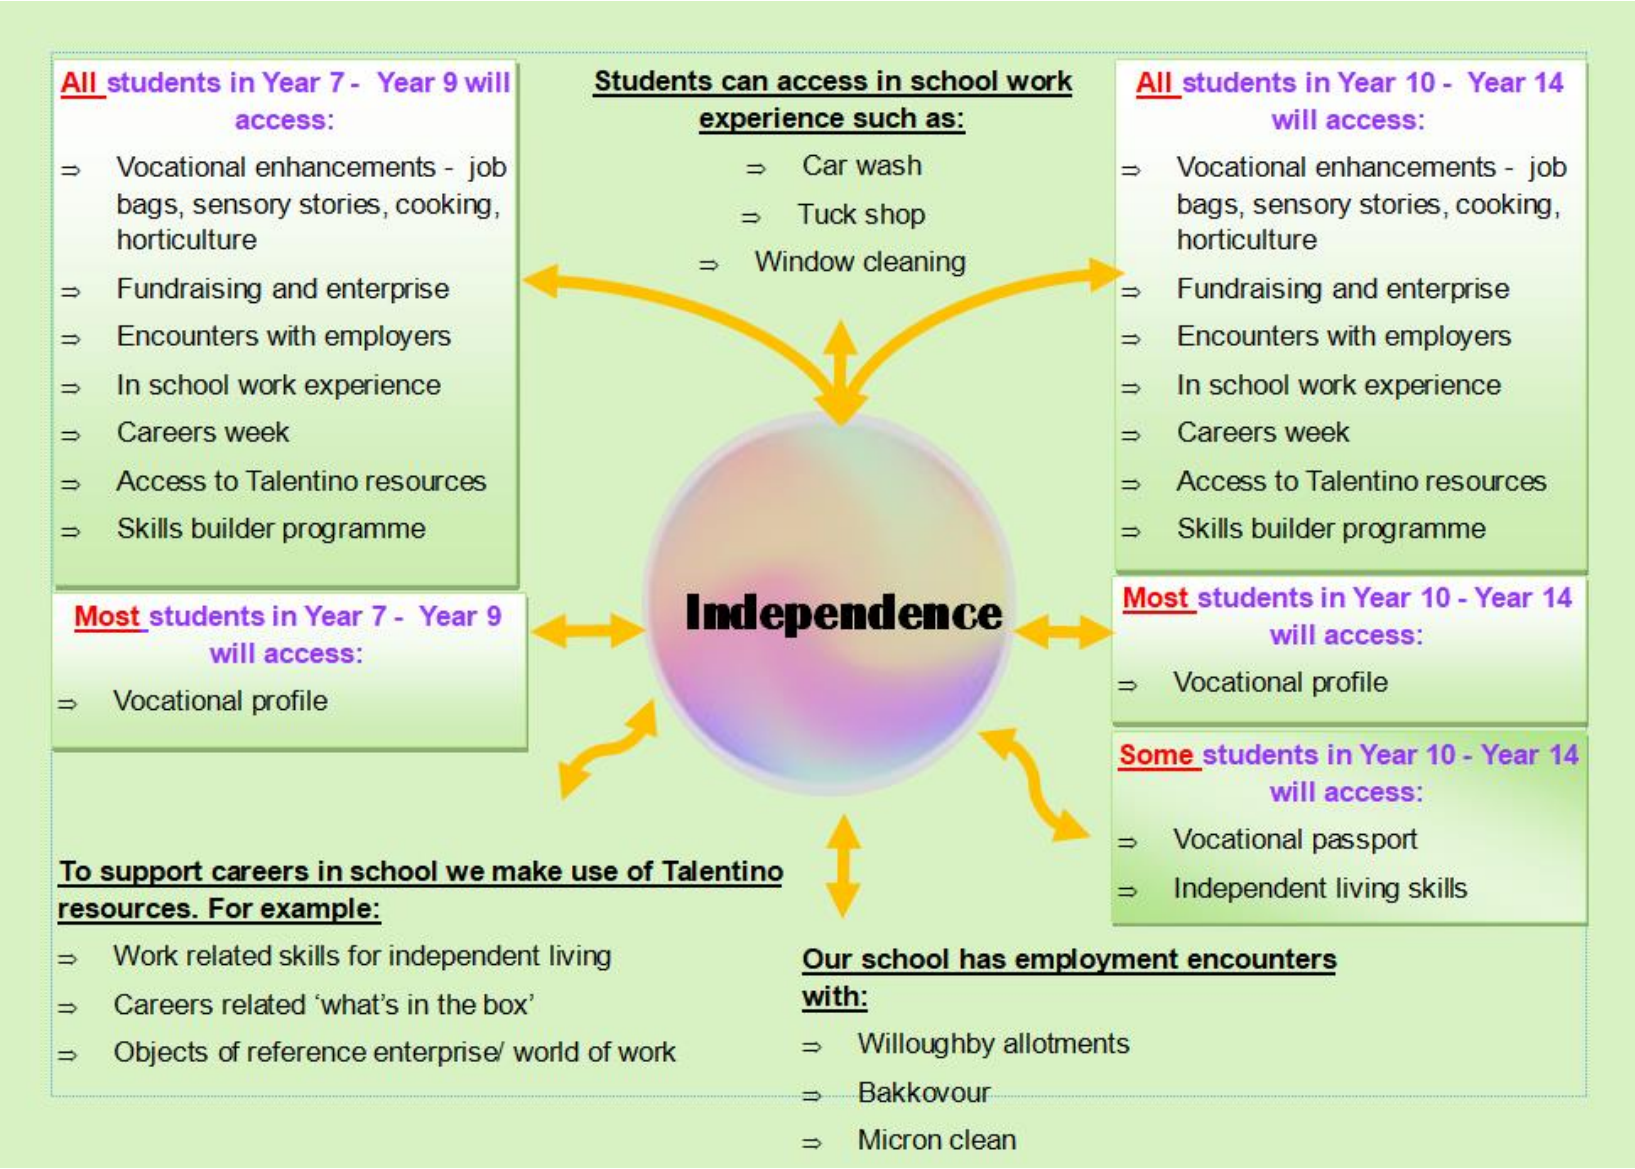 All students in Year 7 -  Year 9 will
access:
⇒ Vocational enhancements -  job
bags, sensory stories, cooking,
horticulture
⇒ Fundraising and enterprise
⇒ Encounters with employers
⇒ In school work experience
⇒ Careers week
⇒ Access to Talentino resources
⇒ Skills builder programme
Most students in Year 7 -  Year 9
will access:
⇒ Vocational profile
Students can access in school work
experience such as:
⇒ Car wash
⇒ Tuck shop
⇒ Window cleaning
Independence
All students in Year 10 -  Year 14
will access:
⇒ Vocational enhancements -  job
bags, sensory stories, cooking,
horticulture
⇒ Fundraising and enterprise
⇒ Encounters with employers
⇒ In school work experience
⇒ Careers week
⇒ Access to Talentino resources
⇒ Skills builder programme
Most students in Year 10 - Year 14
will access:
⇒ Vocational profile
Some students in Year 10 - Year 14
will access:
⇒ Vocational passport
⇒ Independent living skills
To support careers in school we make use of Talentino
resources. For example:
⇒ Work related skills for independent living
⇒ Careers related ‘what’s in the box’
⇒ Objects of reference enterprise/ world of work
Our school has employment encounters
with:
⇒ Willoughby allotments
⇒ Bakkovour
⇒ Micron clean